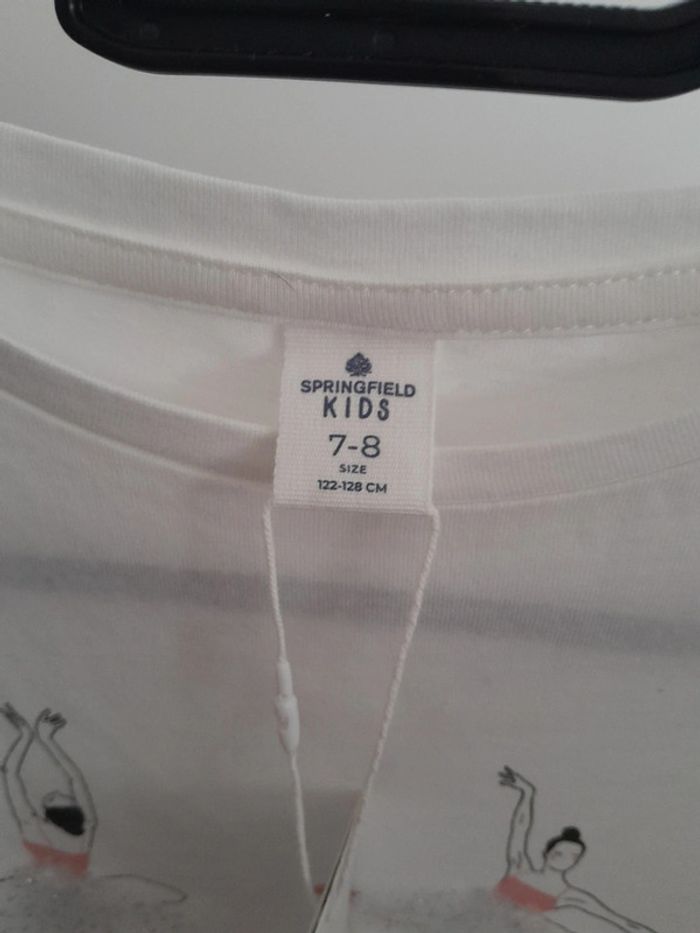 SPRINGFIELD
KIDS
7-8
SIZE
122-128 CM